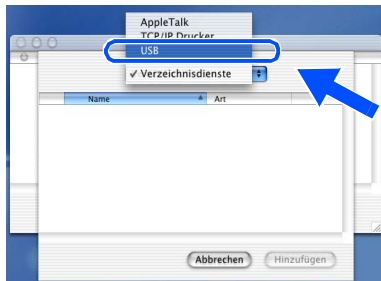 AppleTalk
TCP/IP Drucker
USB
✓ Verzeichnisdienste
Name Art
Abbrechen Hinzufügen